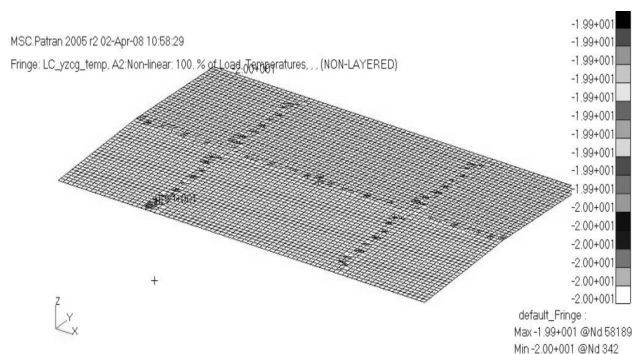 MSC.Patran 2005 r2 02-Apr-08 10:58:29
Fringe: LC_yzcg_temp, A2:Non-linear: 100. % of Load, Temperatures, , , (NON-LAYERED)
-2.00+001
-1.99+001
-1.99+001
-1.99+001
-1.99+001
-1.99+001
-1.99+001
-1.99+001
-1.99+001
-1.99+001
-1.99+001
-2.00+001
-2.00+001
-2.00+001
-2.00+001
-2.00+001
-2.00+001
Z
Y
X
default_Fringe :
Max -1.99+001 @Nd 58189
Min -2.00+001 @Nd 342